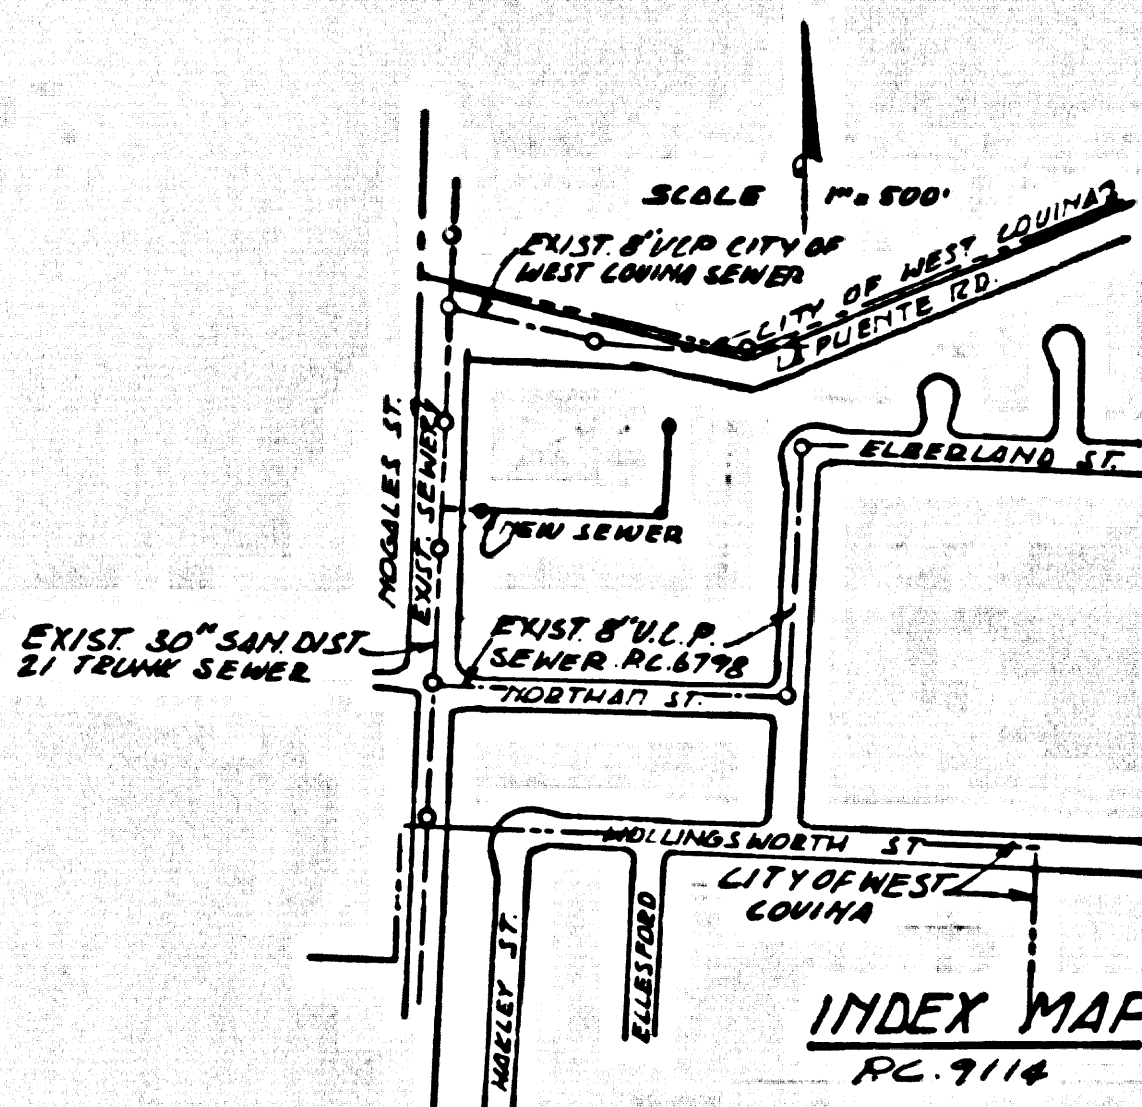 SCALE 1" = 500'
EXIST. 8" VCP CITY OF
WEST COVINA SEWER
CITY OF WEST COVINA
PUENTE RD.
NOGALES ST.
EXIST. SEWER
ELBERLAND ST.
NEW SEWER
EXIST. 30" SAN. DIST.
21 TRUNK SEWER
EXIST. 8" V.C.P.
SEWER P.C. 6798
NORTHAM ST.
HOLLINGSWORTH ST
CITY OF WEST
COVINA
ELLESFORD
HAKLEY ST.
INDEX MAP
P.C. 9114